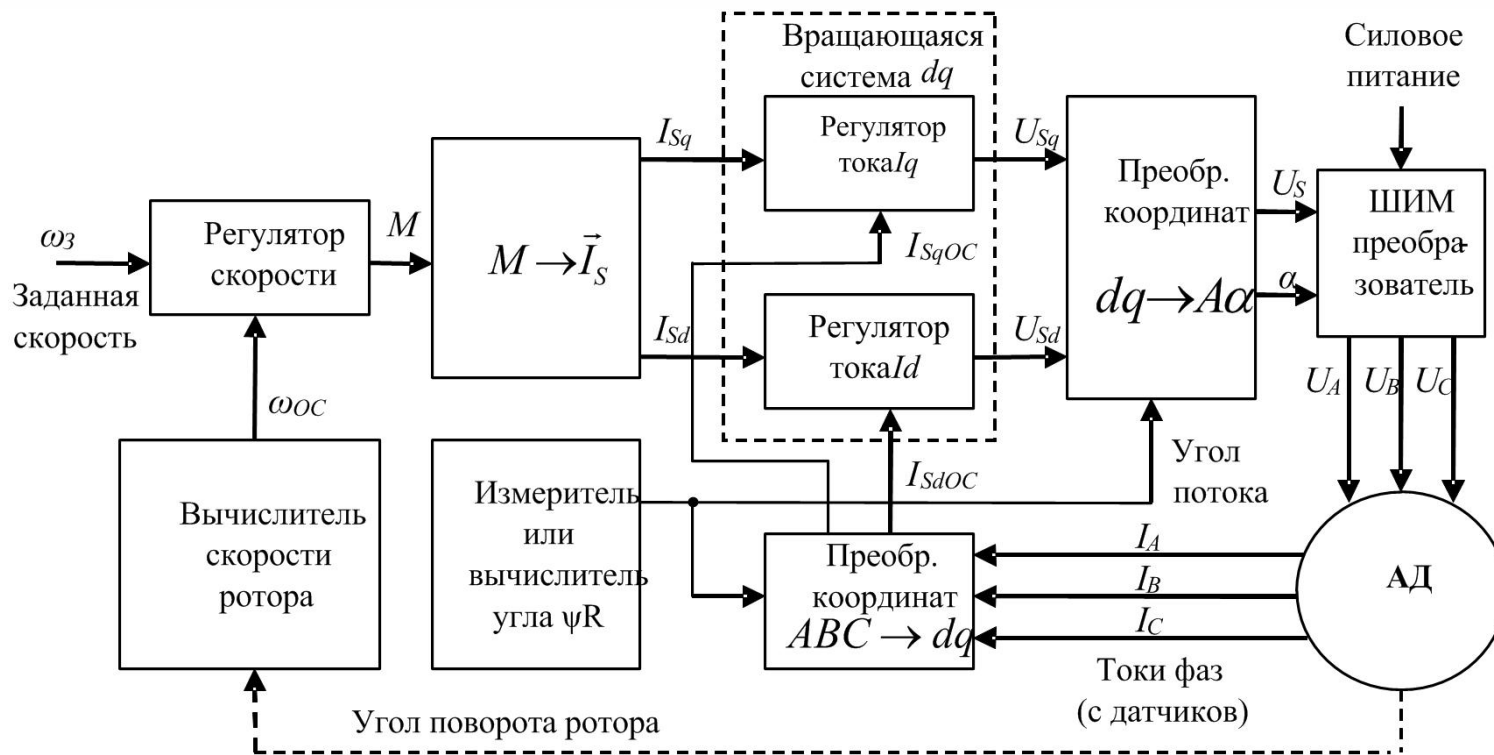 Вращающаяся
система dq
Силовое
питание
Регулятор
скорости
ω З
Заданная
скорость
M
M → I⃗S
ISq
ISd
Регулятор
токаIq
ISqOC
Регулятор
токаId
ISdOC
USq
USd
Преобр.
координат
dq → Aα
US
α
ШИМ
преобра-
зователь
UA
UB
UC
ωOC
Вычислитель
скорости
ротора
Измеритель
или
вычислитель
угла ψR
Угол
потока
Преобр.
координат
ABC → dq
IA
IB
IC
АД
Токи фаз
(с датчиков)
Угол поворота ротора